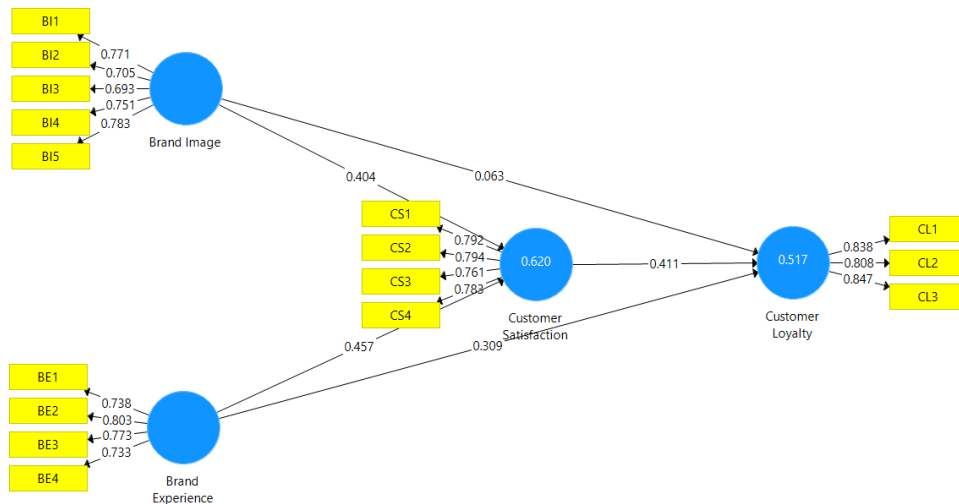 BI1
BI2
BI3
BI4
BI5
0.771
0.705
0.693
0.751
0.783
Brand Image
0.404
0.063
CS1
CS2
CS3
CS4
0.792
0.794
0.761
0.783
0.620
Customer
Satisfaction
0.411
0.517
Customer
Loyalty
0.838
0.808
0.847
CL1
CL2
CL3
0.457
0.309
BE1
BE2
BE3
BE4
0.738
0.803
0.773
0.733
Brand
Experience